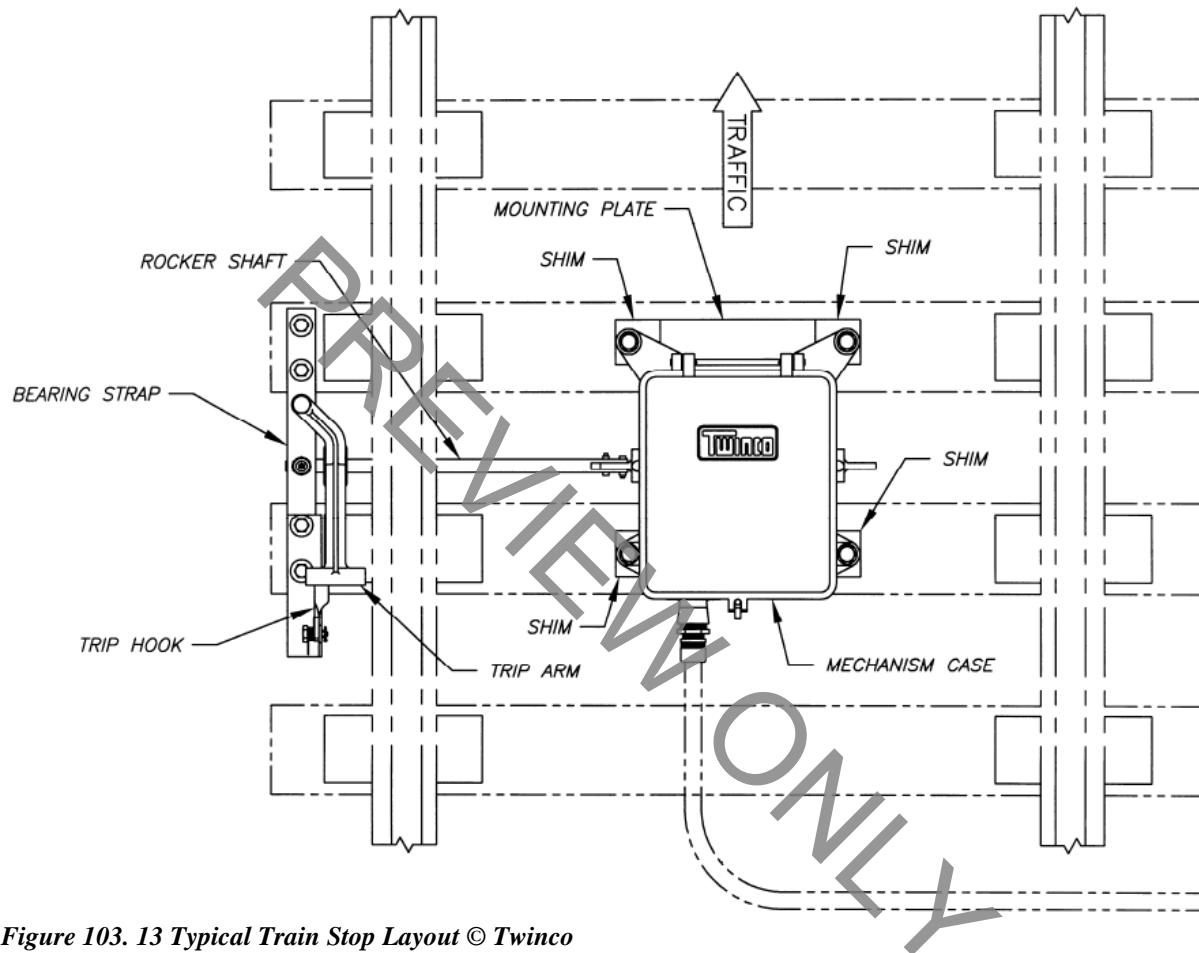 TRAFFIC
MOUNTING PLATE
SHIM
SHIM
ROCKER SHAFT
BEARING STRAP
TWINCO
SHIM
TRIP HOOK
SHIM
TRIP ARM
MECHANISM CASE
PREVIEW ONLY
Figure 103. 13 Typical Train Stop Layout © Twinco